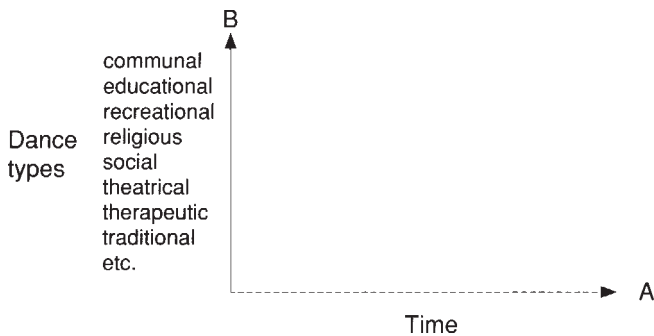 B
communal
educational
recreational
religious
social
theatrical
therapeutic
traditional
etc.
Dance
types
A
Time